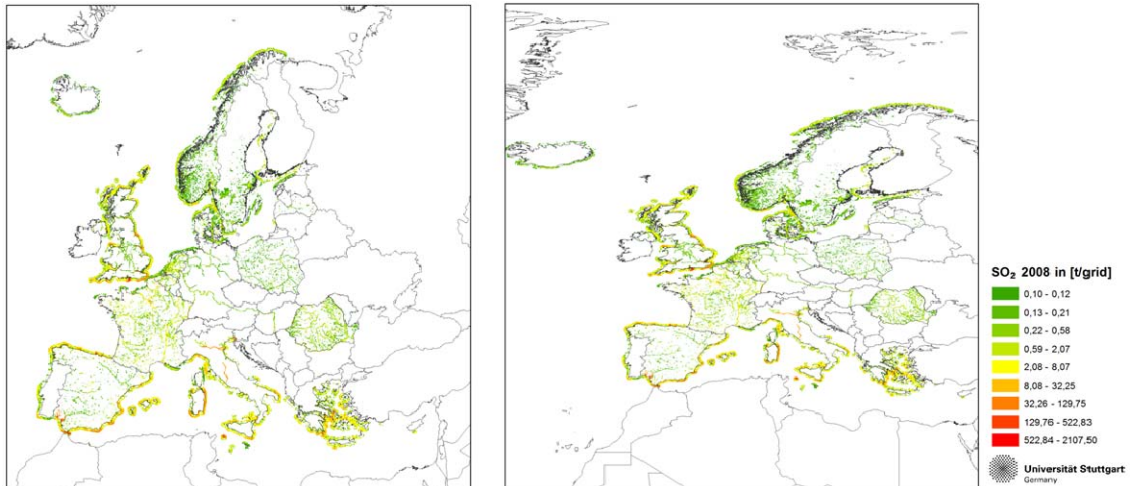 SO₂ 2008 in [t/grid]
0,10 - 0,12
0,13 - 0,21
0,22 - 0,58
0,59 - 2,07
2,08 - 8,07
8,08 - 32,25
32,26 - 129,75
129,76 - 522,83
522,84 - 2107,50
Universität Stuttgart
Germany